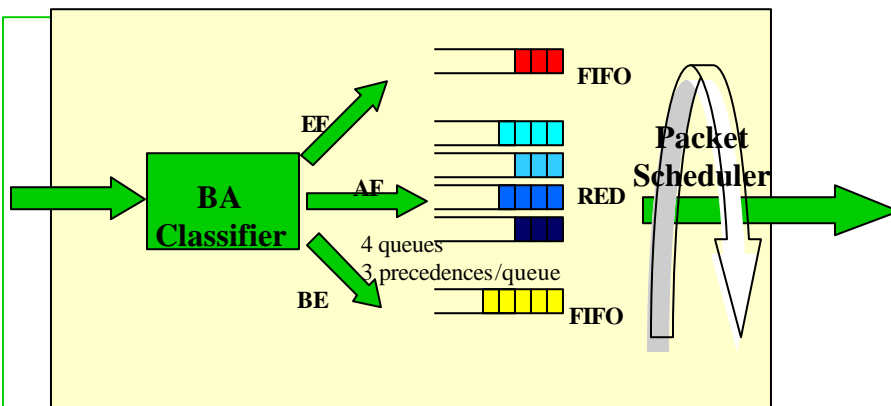 FIFO
EF
AF
BA
Classifier
4 queues
3 precedences/queue
BE
RED
FIFO
Packet
Scheduler